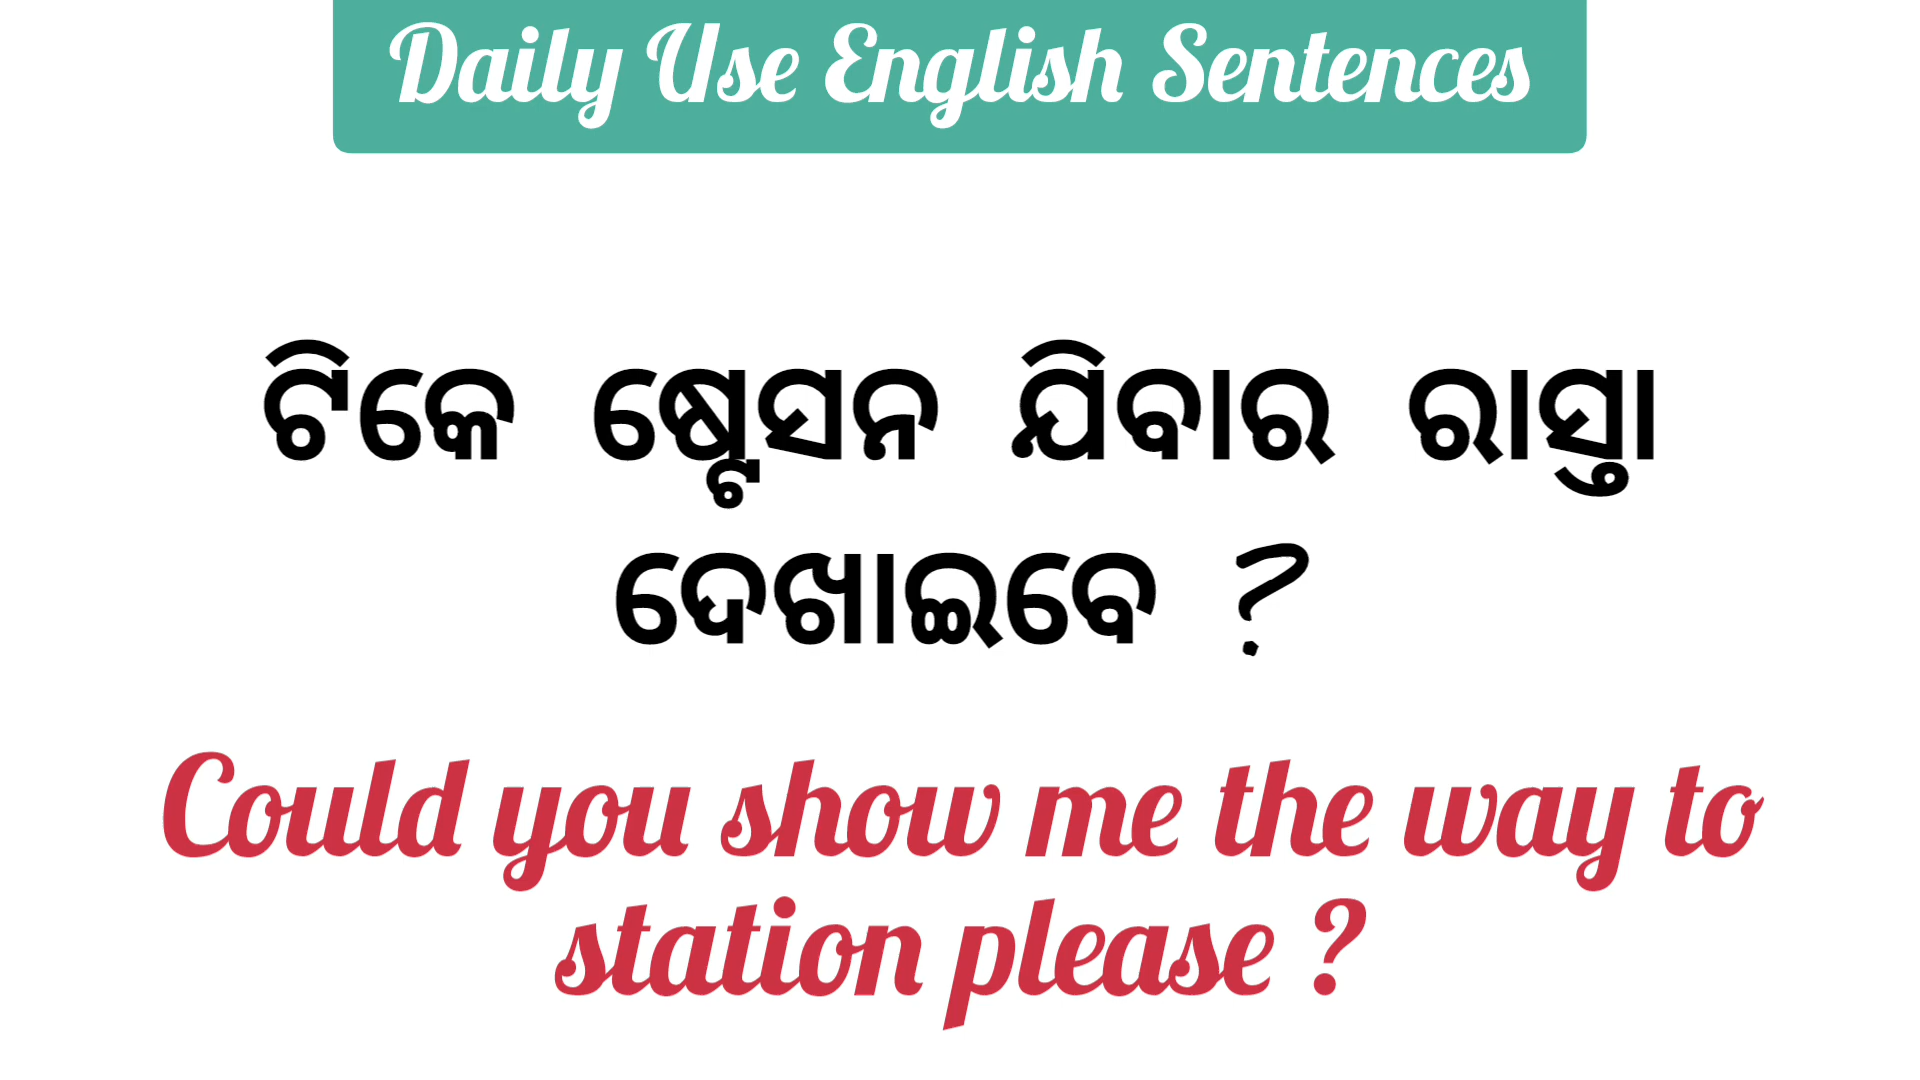 Daily Use English Sentences
ଟିକେ ଷ୍ଟେସନ ଯିବାର ରାସ୍ତା
ଦେଖାଇବେ ?
Could you show me the way to
station please ?